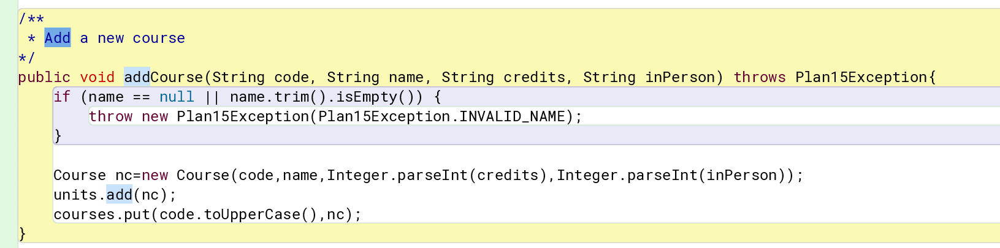 /**
 * Add a new course
*/
public void addCourse(String code, String name, String credits, String inPerson) throws Plan15Exception{
    if (name == null || name.trim().isEmpty()) {
        throw new Plan15Exception(Plan15Exception.INVALID_NAME);
    }
    Course nc=new Course(code,name,Integer.parseInt(credits),Integer.parseInt(inPerson));
    units.add(nc);
    courses.put(code.toUpperCase(),nc);
}